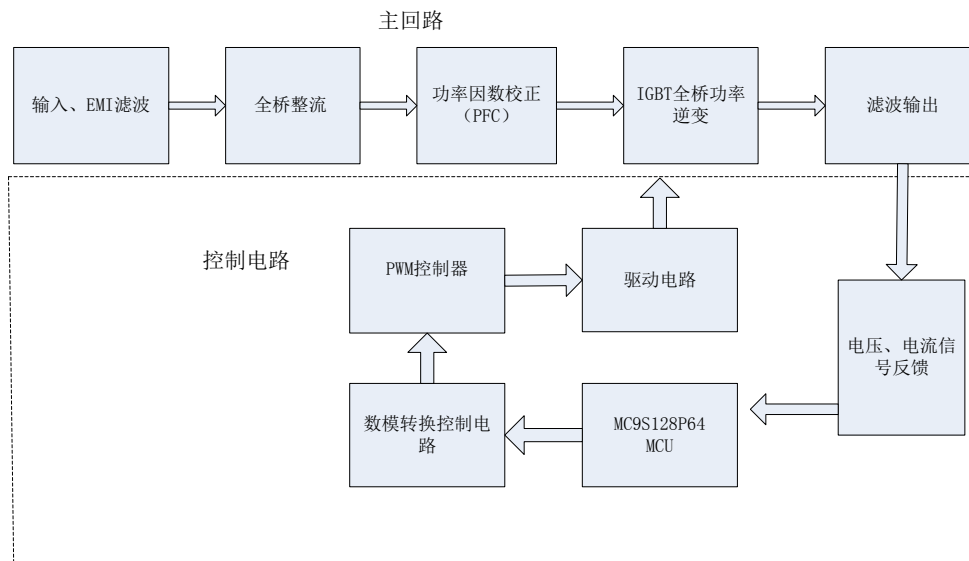 主回路
输入、EMI滤波
全桥整流
功率因数校正
（PFC）
IGBT全桥功率
逆变
滤波输出
控制电路
PWM控制器
驱动电路
电压、电流信
号反馈
数模转换控制电
路
MC9S128P64
MCU